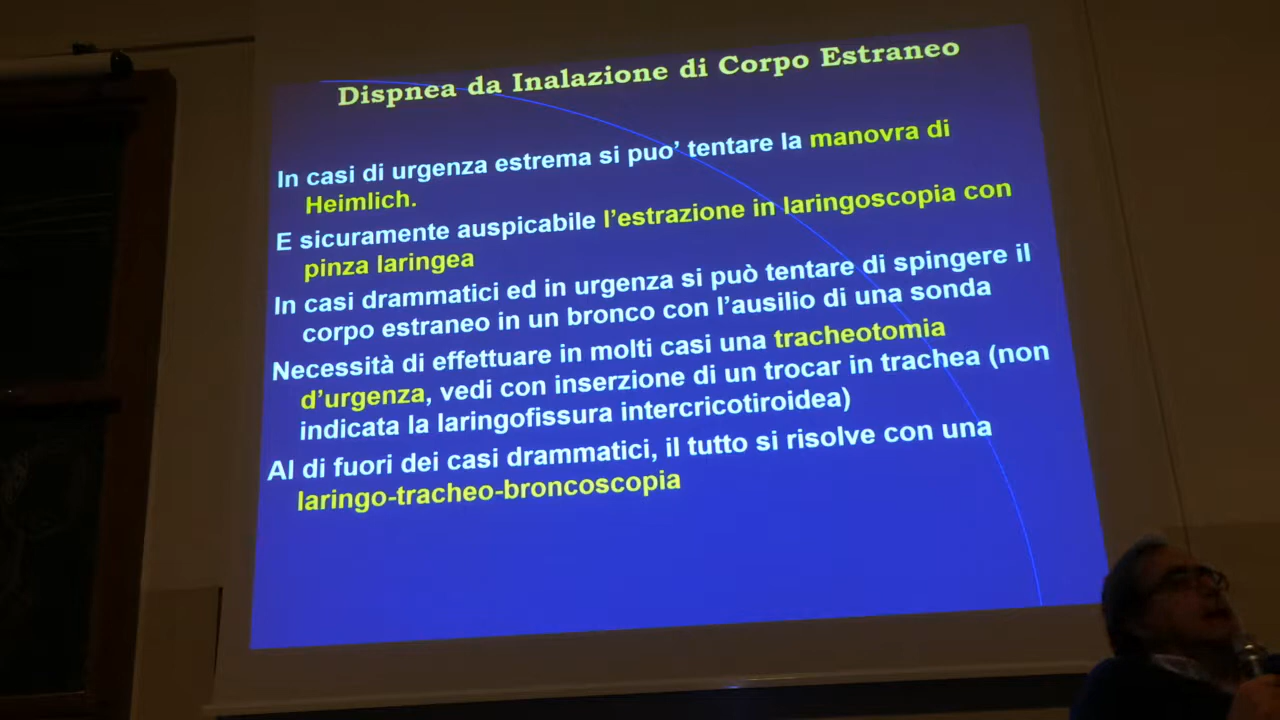 Dispnea da Inalazione di Corpo Estraneo
In casi di urgenza estrema si puo' tentare la manovra di
Heimlich.
E sicuramente auspicabile l'estrazione in laringoscopia con
pinza laringea
In casi drammatici ed in urgenza si può tentare di spingere il
corpo estraneo in un bronco con l'ausilio di una sonda
Necessità di effettuare in molti casi una tracheotomia
d'urgenza, vedi con inserzione di un trocar in trachea (non
indicata la laringofissura intercricotiroidea)
Al di fuori dei casi drammatici, il tutto si risolve con una
laringo-tracheo-broncoscopia